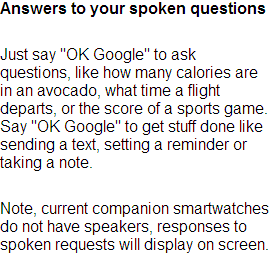 Answers to your spoken questions
Just say "OK Google" to ask
questions, like how many calories are
in an avocado, what time a flight
departs, or the score of a sports game.
Say "OK Google" to get stuff done like
sending a text, setting a reminder or
taking a note.
Note, current companion smartwatches
do not have speakers, responses to
spoken requests will display on screen.